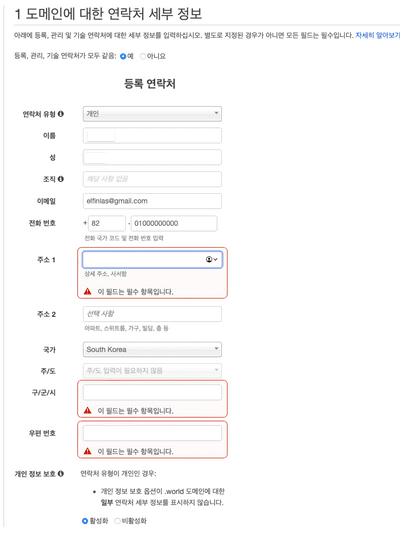 1 도메인에 대한 연락처 세부 정보
아래에 등록, 관리 및 기술 연락처에 대한 세부 정보를 입력하십시오. 별도로 지정된 경우가 아니면 모든 필드는 필수입니다. 자세히 알아보기
등록, 관리, 기술 연락처가 모두 같음: 예 아니요
등록 연락처
연락처 유형 개인
이름
성
조직 해당 사항 없음
이메일 elfinias@gmail.com
전화 번호 + 82 - 01000000000
전화 국가 코드 및 전화 번호 입력
주소 1
상세 주소, 사서함
이 필드는 필수 항목입니다.
주소 2 선택 사항
아파트, 스위트룸, 가구, 빌딩, 층 등
국가 South Korea
주/도 주/도 입력이 필요하지 않음
구/군/시
이 필드는 필수 항목입니다.
우편 번호
이 필드는 필수 항목입니다.
개인 정보 보호 연락처 유형이 개인인 경우:
• 개인 정보 보호 옵션이 .world 도메인에 대한
일부 연락처 세부 정보를 표시하지 않습니다.
활성화 비활성화